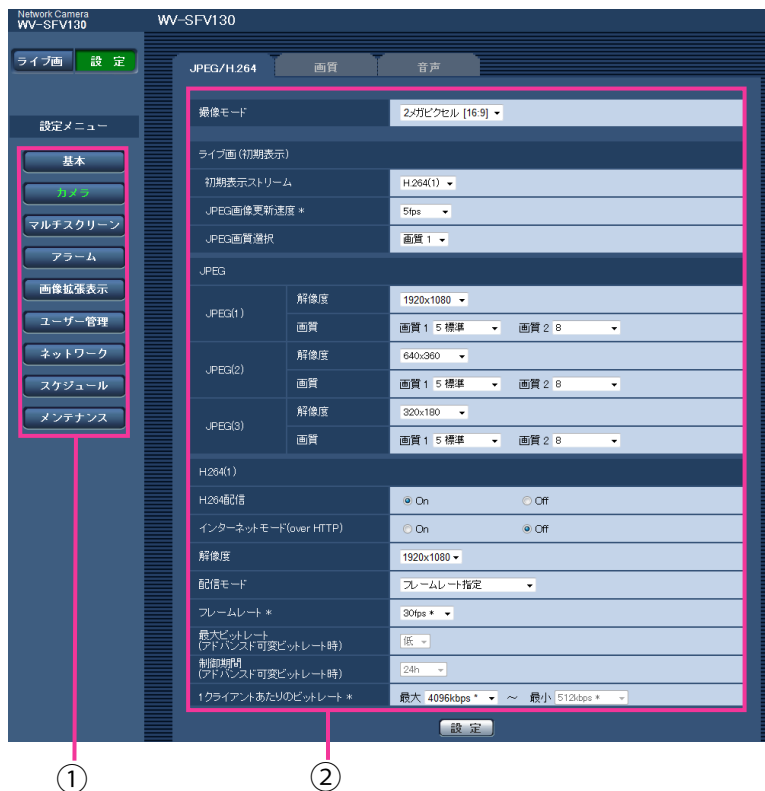 Network Camera
WV-SFV130
WV-SFV130
ライブ画 設 定
設定メニュー
基本
カメラ
マルチスクリーン
アラーム
画像拡張表示
ユーザー管理
ネットワーク
スケジュール
メンテナンス
JPEG/H.264 画質 音声
撮像モード 2メガピクセル [16:9]
ライブ画(初期表示)
初期表示ストリーム H.264(1)
JPEG画像更新速度 * 5fps
JPEG画質選択 画質 1
JPEG
JPEG(1)
解像度 1920x1080
画質 画質 1 5 標準 画質 2 8
JPEG(2)
解像度 640x360
画質 画質 1 5 標準 画質 2 8
JPEG(3)
解像度 320x180
画質 画質 1 5 標準 画質 2 8
H.264(1)
H.264配信 On Off
インターネットモード(over HTTP) On Off
解像度 1920x1080
配信モード フレームレート指定
フレームレート * 30fps *
最大ビットレート
(アドバンスド可変ビットレート時) 低
制御期間
(アドバンスド可変ビットレート時) 24h
1クライアントあたりのビットレート * 最大 4096kbps * ～ 最小 512kbps *
設 定
① ②